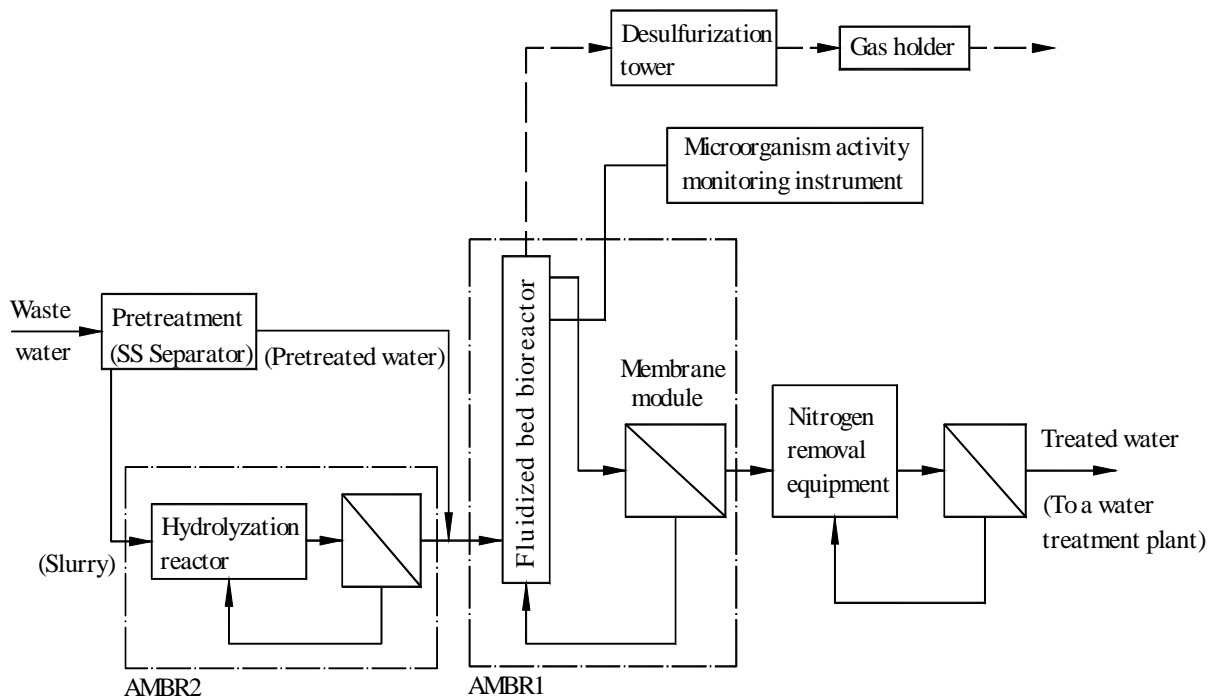 Desulfurization
tower
Gas holder
Microorganism activity
monitoring instrument
Waste
water
Pretreatment
(SS Separator)
(Pretreated water)
Fluidized bed bioreactor
Membrane
module
Nitrogen
removal
equipment
Treated water
(To a water
treatment plant)
Hydrolyzation
reactor
(Slurry)
AMBR2
AMBR1